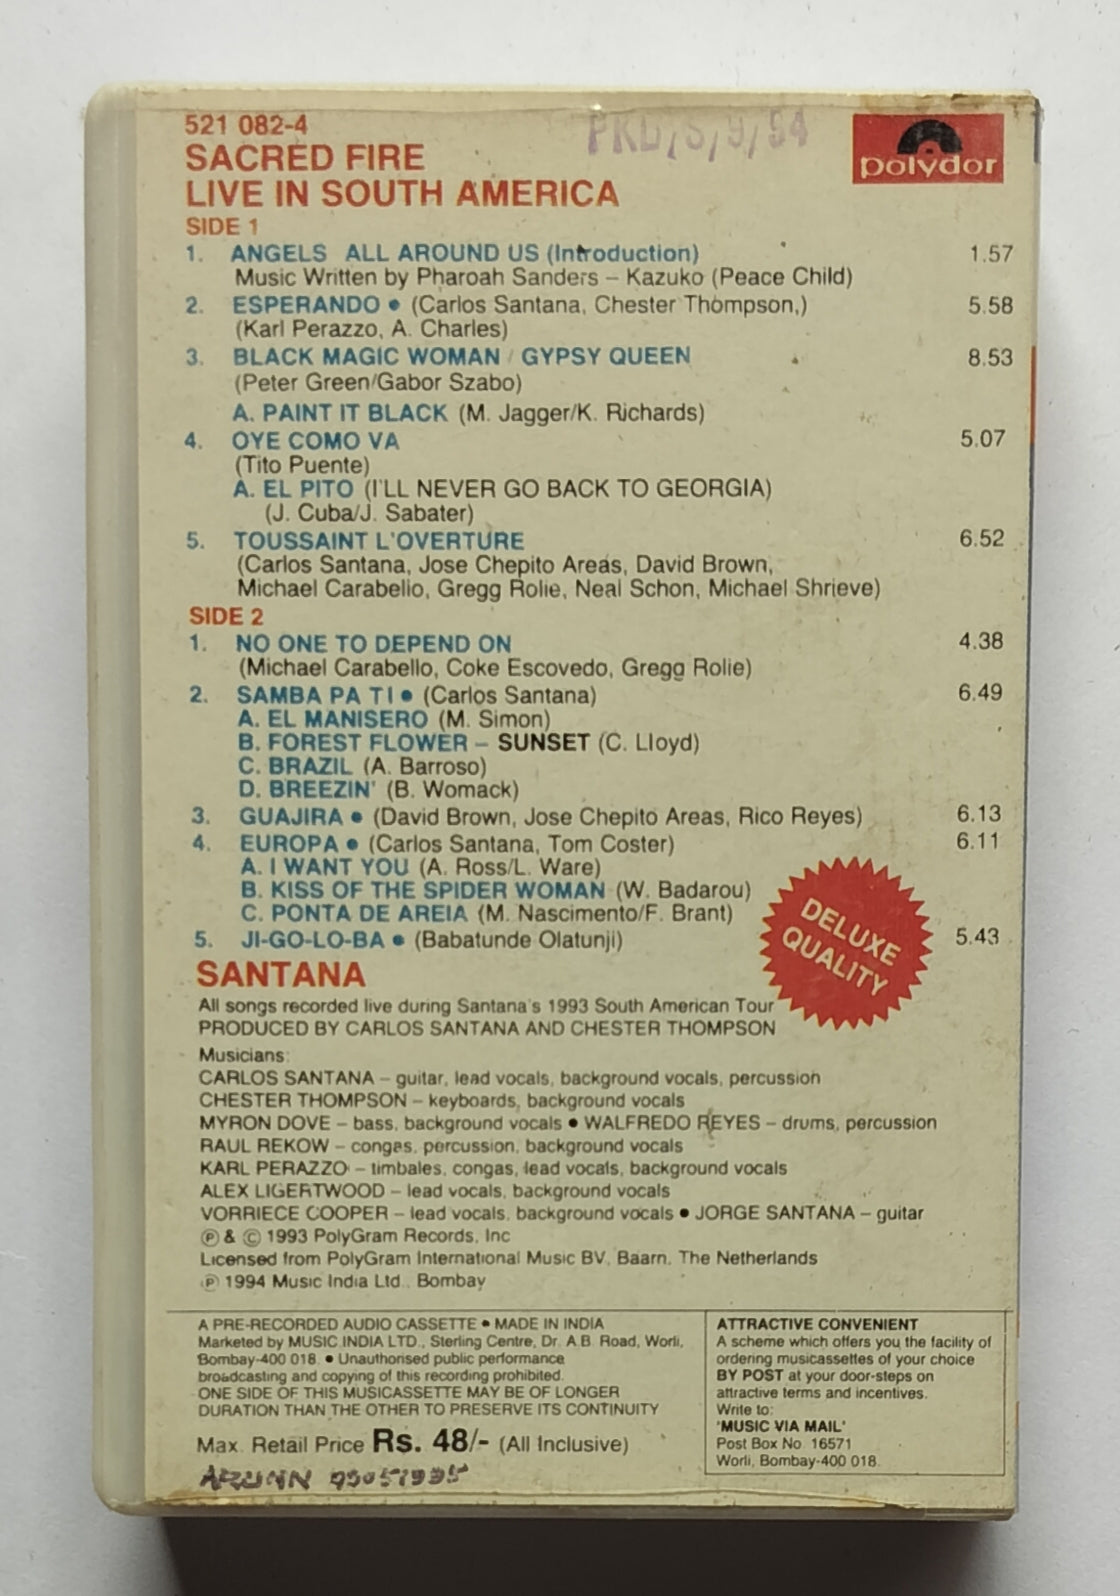 521 082-4
polydor
SACRED FIRE
LIVE IN SOUTH AMERICA
SIDE 1
1. ANGELS ALL AROUND US (Introduction) 1.57
Music Written by Pharoah Sanders – Kazuko (Peace Child)
2. ESPERANDO • (Carlos Santana, Chester Thompson,) 5.58
(Karl Perazzo, A. Charles)
3. BLACK MAGIC WOMAN / GYPSY QUEEN 8.53
(Peter Green/Gabor Szabo)
A. PAINT IT BLACK (M. Jagger/K. Richards)
4. OYE COMO VA 5.07
(Tito Puente)
A. EL PITO (I'LL NEVER GO BACK TO GEORGIA)
(J. Cuba/J. Sabater)
5. TOUSSAINT L'OVERTURE 6.52
(Carlos Santana, Jose Chepito Areas, David Brown,
Michael Carabello, Gregg Rolie, Neal Schon, Michael Shrieve)
SIDE 2
1. NO ONE TO DEPEND ON 4.38
(Michael Carabello, Coke Escovedo, Gregg Rolie)
2. SAMBA PA TI • (Carlos Santana) 6.49
A. EL MANISERO (M. Simon)
B. FOREST FLOWER – SUNSET (C. Lloyd)
C. BRAZIL (A. Barroso)
D. BREEZIN' (B. Womack)
3. GUAJIRA • (David Brown, Jose Chepito Areas, Rico Reyes) 6.13
4. EUROPA • (Carlos Santana, Tom Coster) 6.11
A. I WANT YOU (A. Ross/L. Ware)
B. KISS OF THE SPIDER WOMAN (W. Badarou)
C. PONTA DE AREIA (M. Nascimento/F. Brant)
5. JI-GO-LO-BA • (Babatunde Olatunji) 5.43
DELUXE
QUALITY
SANTANA
All songs recorded live during Santana's 1993 South American Tour
PRODUCED BY CARLOS SANTANA AND CHESTER THOMPSON
Musicians:
CARLOS SANTANA – guitar, lead vocals, background vocals, percussion
CHESTER THOMPSON – keyboards, background vocals
MYRON DOVE – bass, background vocals • WALFREDO REYES – drums, percussion
RAUL REKOW – congas, percussion, background vocals
KARL PERAZZO – timbales, congas, lead vocals, background vocals
ALEX LIGERTWOOD – lead vocals, background vocals
VORRIECE COOPER – lead vocals, background vocals • JORGE SANTANA – guitar
℗ & © 1993 PolyGram Records, Inc
Licensed from PolyGram International Music BV, Baarn, The Netherlands
℗ 1994 Music India Ltd., Bombay
A PRE-RECORDED AUDIO CASSETTE • MADE IN INDIA
Marketed by MUSIC INDIA LTD., Sterling Centre, Dr. A.B. Road, Worli,
Bombay-400 018. • Unauthorised public performance
broadcasting and copying of this recording prohibited.
ONE SIDE OF THIS MUSICASSETTE MAY BE OF LONGER
DURATION THAN THE OTHER TO PRESERVE ITS CONTINUITY
Max. Retail Price Rs. 48/- (All Inclusive)
ATTRACTIVE CONVENIENT
A scheme which offers you the facility of
ordering musicassettes of your choice
BY POST at your door-steps on
attractive terms and incentives.
Write to:
'MUSIC VIA MAIL'
Post Box No. 16571
Worli, Bombay-400 018.